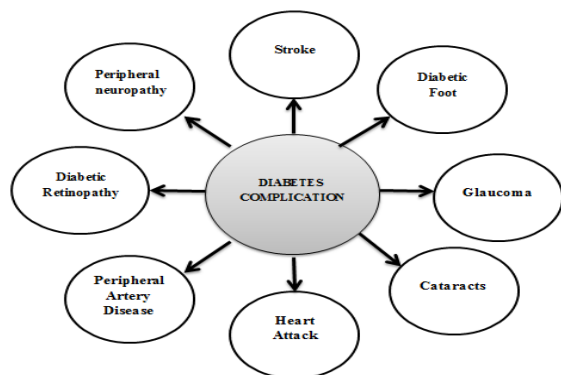 Stroke
Peripheral
neuropathy
Diabetic
Foot
Diabetic
Retinopathy
DIABETES
COMPLICATION
Glaucoma
Peripheral
Artery
Disease
Heart
Attack
Cataracts